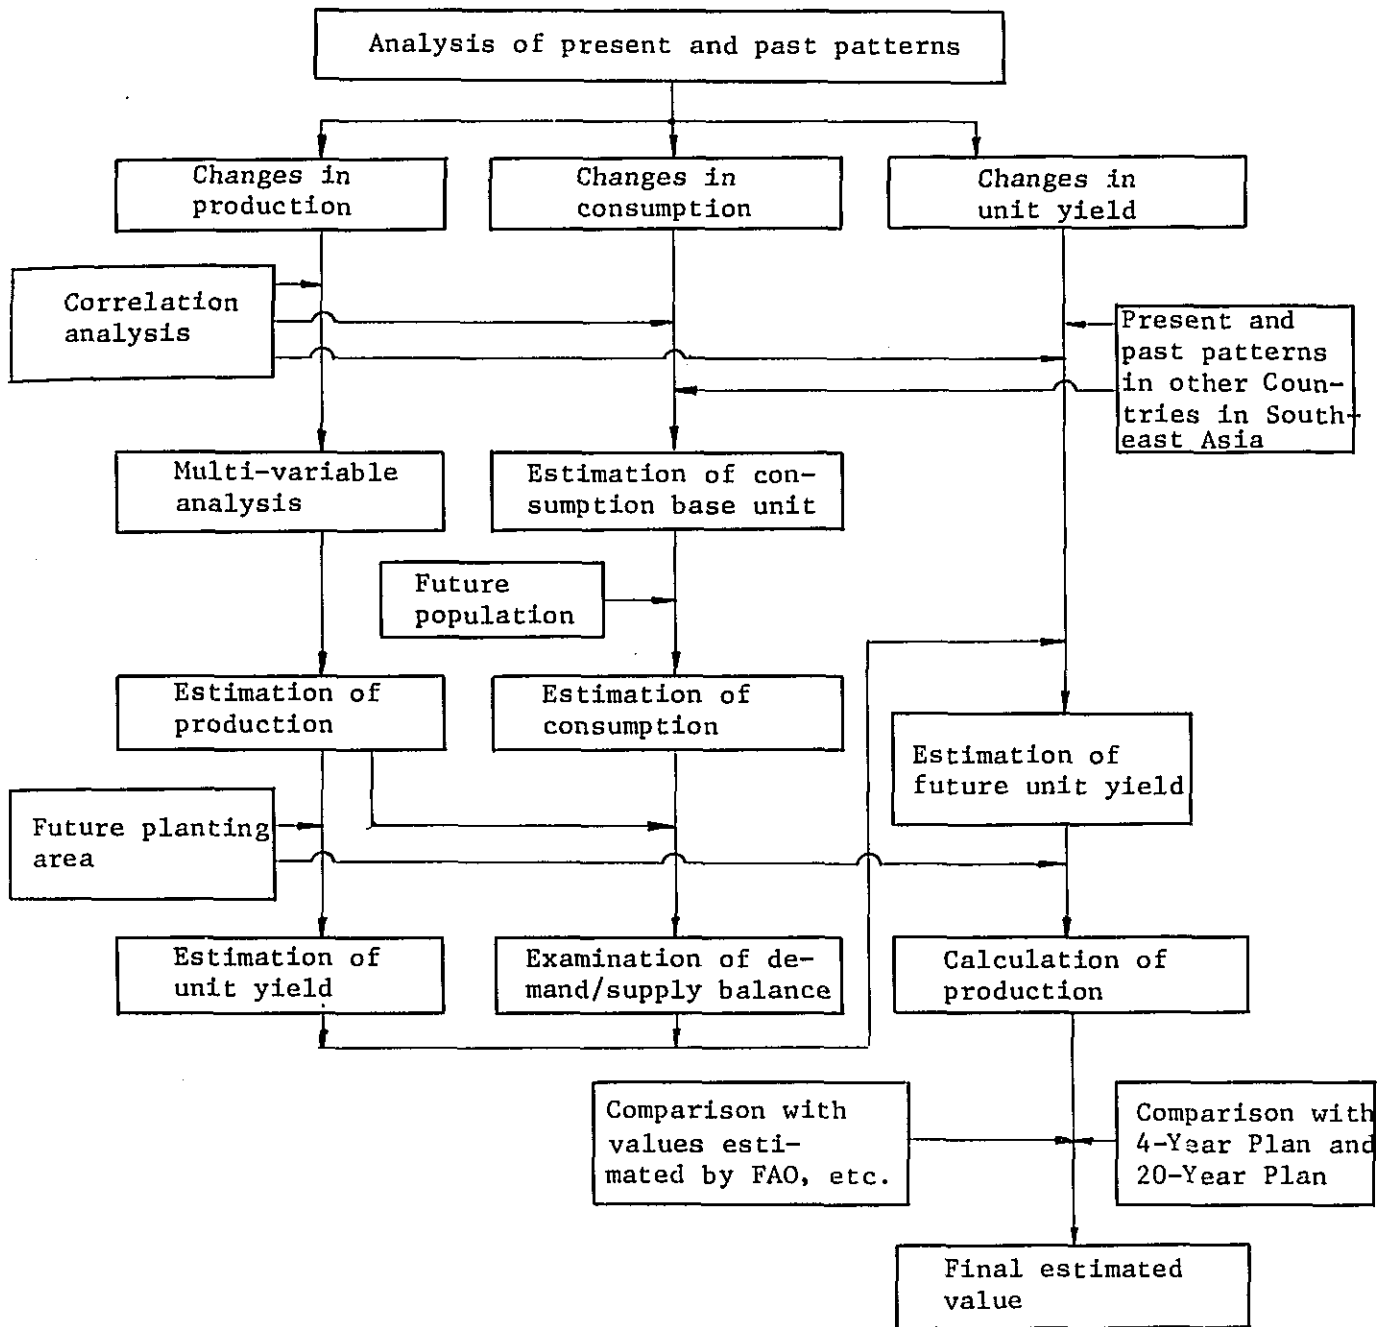 Analysis of present and past patterns
Changes in
production
Changes in
consumption
Changes in
unit yield
Correlation
analysis
Present and
past patterns
in other Coun-
tries in South-
east Asia
Multi-variable
analysis
Estimation of con-
sumption base unit
Future
population
Estimation of
production
Estimation of
consumption
Estimation of
future unit yield
Future planting
area
Estimation of
unit yield
Examination of de-
mand/supply balance
Calculation of
production
Comparison with
values esti-
mated by FAO, etc.
Comparison with
4-Year Plan and
20-Year Plan
Final estimated
value